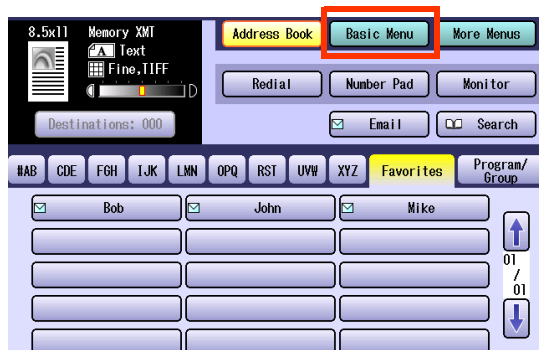 8.5x11 Memory XMT
A Text
Fine,TIFF
D
Destinations: 000
Address Book Basic Menu More Menus
Redial Number Pad Monitor
Email Search
#AB CDE FGH IJK LMN OPQ RST UVW XYZ Favorites Program/
Group
Bob John Mike
01
/
01